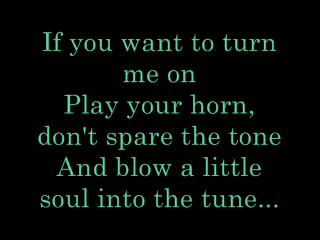 If you want to turn
me on
Play your horn,
don't spare the tone
And blow a little
soul into the tune...